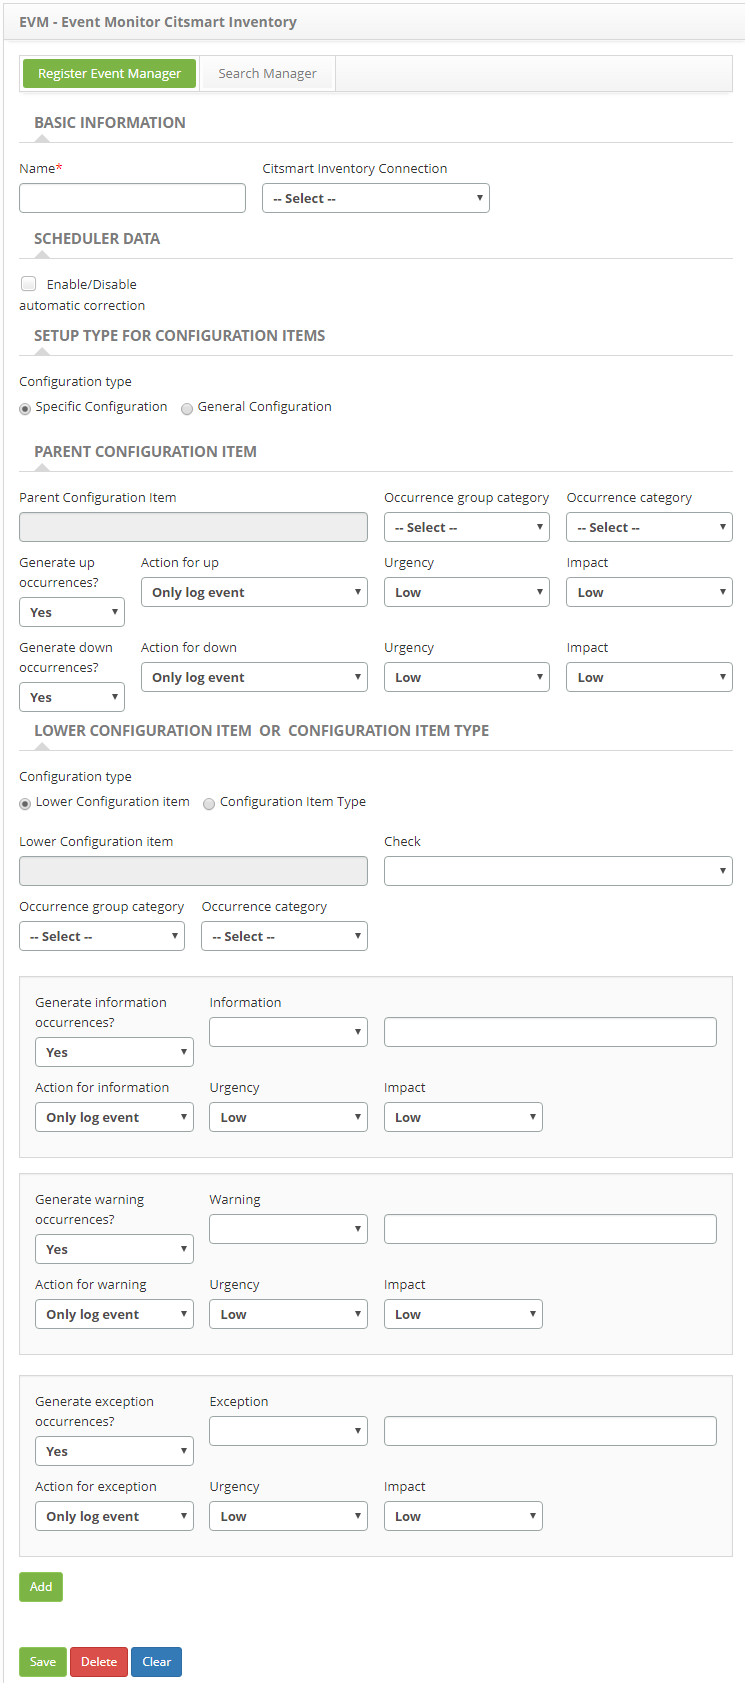 EVM - Event Monitor Citsmart Inventory
Register Event Manager Search Manager
BASIC INFORMATION
Name* Citsmart Inventory Connection
-- Select --
SCHEDULER DATA
Enable/Disable
automatic correction
SETUP TYPE FOR CONFIGURATION ITEMS
Configuration type
Specific Configuration General Configuration
PARENT CONFIGURATION ITEM
Parent Configuration Item Occurrence group category Occurrence category
-- Select -- -- Select --
Generate up occurrences? Action for up Urgency Impact
Yes Only log event Low Low
Generate down occurrences? Action for down Urgency Impact
Yes Only log event Low Low
LOWER CONFIGURATION ITEM OR CONFIGURATION ITEM TYPE
Configuration type
Lower Configuration item Configuration Item Type
Lower Configuration item Check
Occurrence group category Occurrence category
-- Select -- -- Select --
Generate information occurrences? Information
Yes
Action for information Urgency Impact
Only log event Low Low
Generate warning occurrences? Warning
Yes
Action for warning Urgency Impact
Only log event Low Low
Generate exception occurrences? Exception
Yes
Action for exception Urgency Impact
Only log event Low Low
Add
Save Delete Clear